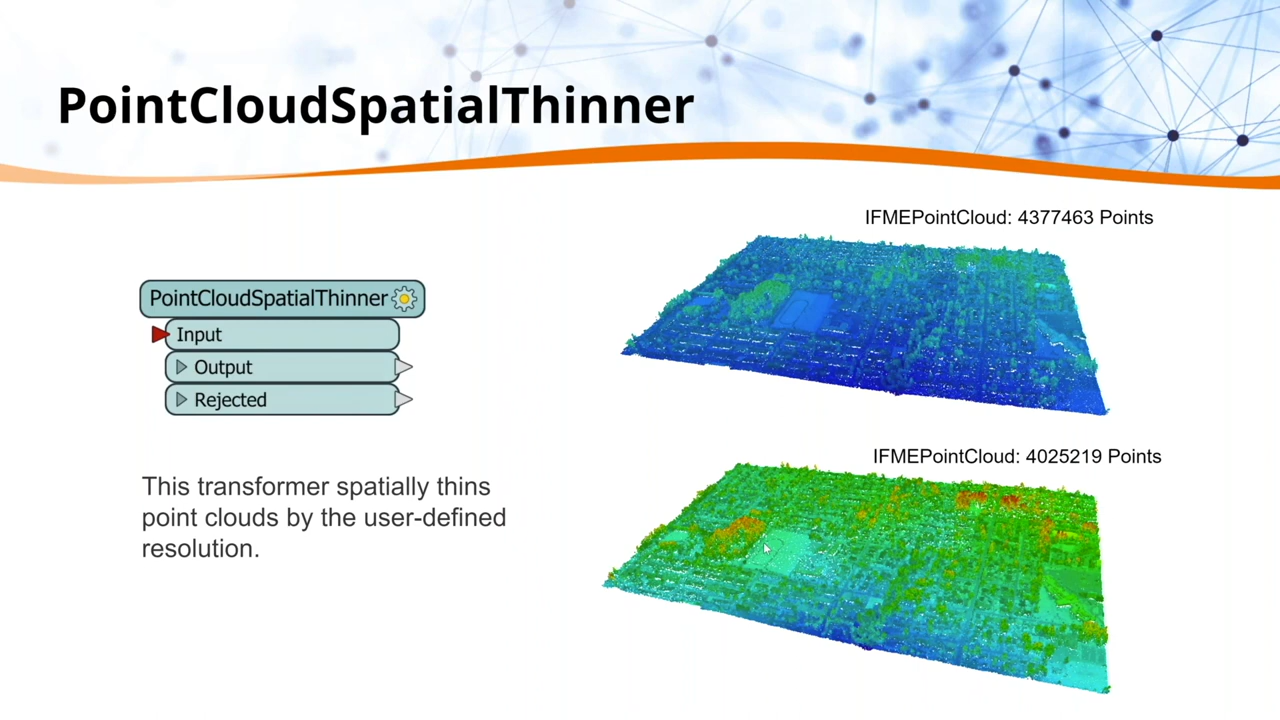 PointCloudSpatialThinner
IFMEPointCloud: 4377463 Points
PointCloudSpatialThinner
Input
Output
Rejected
This transformer spatially thins
point clouds by the user-defined
resolution.
IFMEPointCloud: 4025219 Points